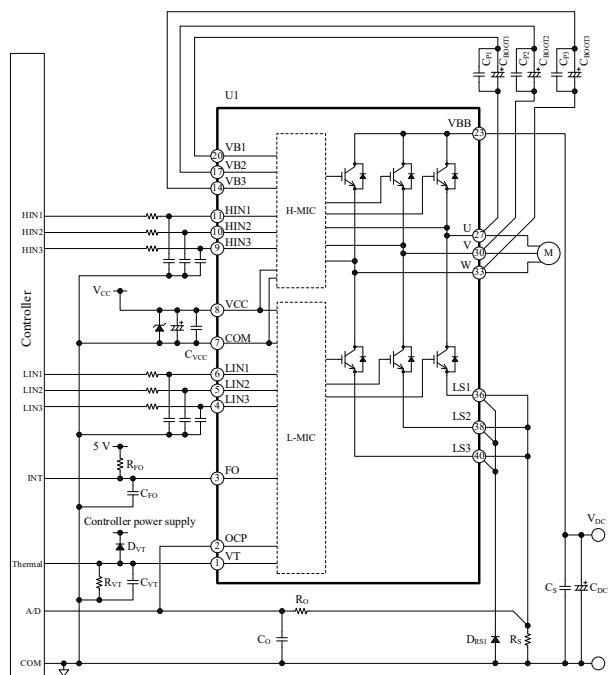 CP1
CBOOT1
CP2
CBOOT2
CP3
CBOOT3
U1
VBB
23
20
VB1
17
VB2
14
VB3
HIN1
11
HIN1
HIN2
10
HIN2
HIN3
9
HIN3
H-MIC
U
27
V
30
W
33
M
Controller
VCC
8
VCC
7
COM
CVCC
LIN1
6
LIN1
LIN2
5
LIN2
LIN3
4
LIN3
L-MIC
LS1
36
LS2
38
LS3
40
5 V
RFO
INT
3
FO
CFO
Controller power supply
DVT
2
OCP
Thermal
1
VT
RVT
CVT
VDC
CS
CDC
A/D
RO
CO
DRS1
RS
COM